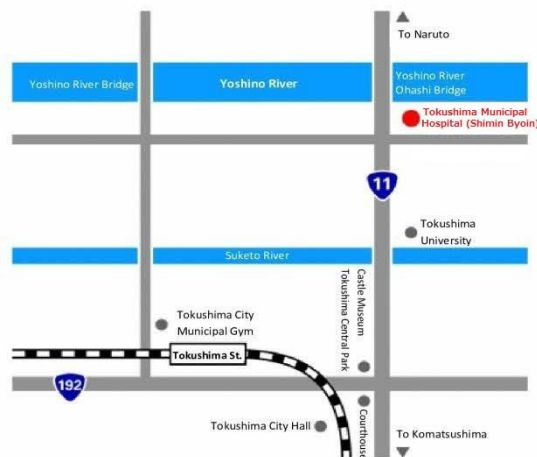 To Naruto
Yoshino River Bridge
Yoshino River
Yoshino River
Ohashi Bridge
Tokushima Municipal
Hospital (Shimin Byoin)
11
Tokushima
University
Suketo River
Castle Museum
Tokushima Central Park
Tokushima City
Municipal Gym
Tokushima St.
192
Tokushima City Hall
Courthouse
To Komatsushima